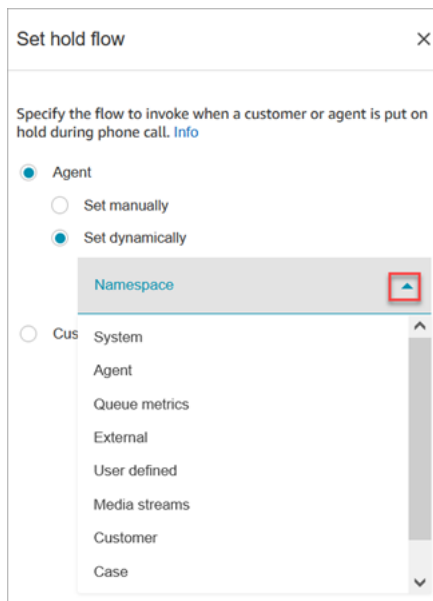 Set hold flow
Specify the flow to invoke when a customer or agent is put on
hold during phone call. Info
Agent
Set manually
Set dynamically
Namespace
Cus
System
Agent
Queue metrics
External
User defined
Media streams
Customer
Case